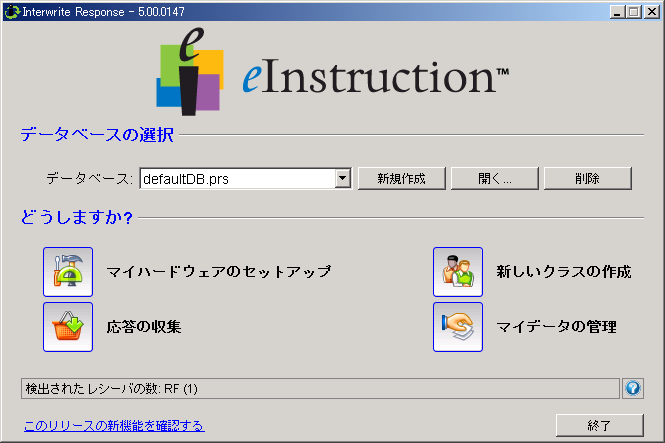 Interwrite Response - 5.00.0147
eInstruction™
データベースの選択
データベース: defaultDB.prs 新規作成 開く... 削除
どうしますか?
マイハードウェアのセットアップ 新しいクラスの作成
応答の収集 マイデータの管理
検出されたレシーバの数: RF (1) ?
このリリースの新機能を確認する 終了